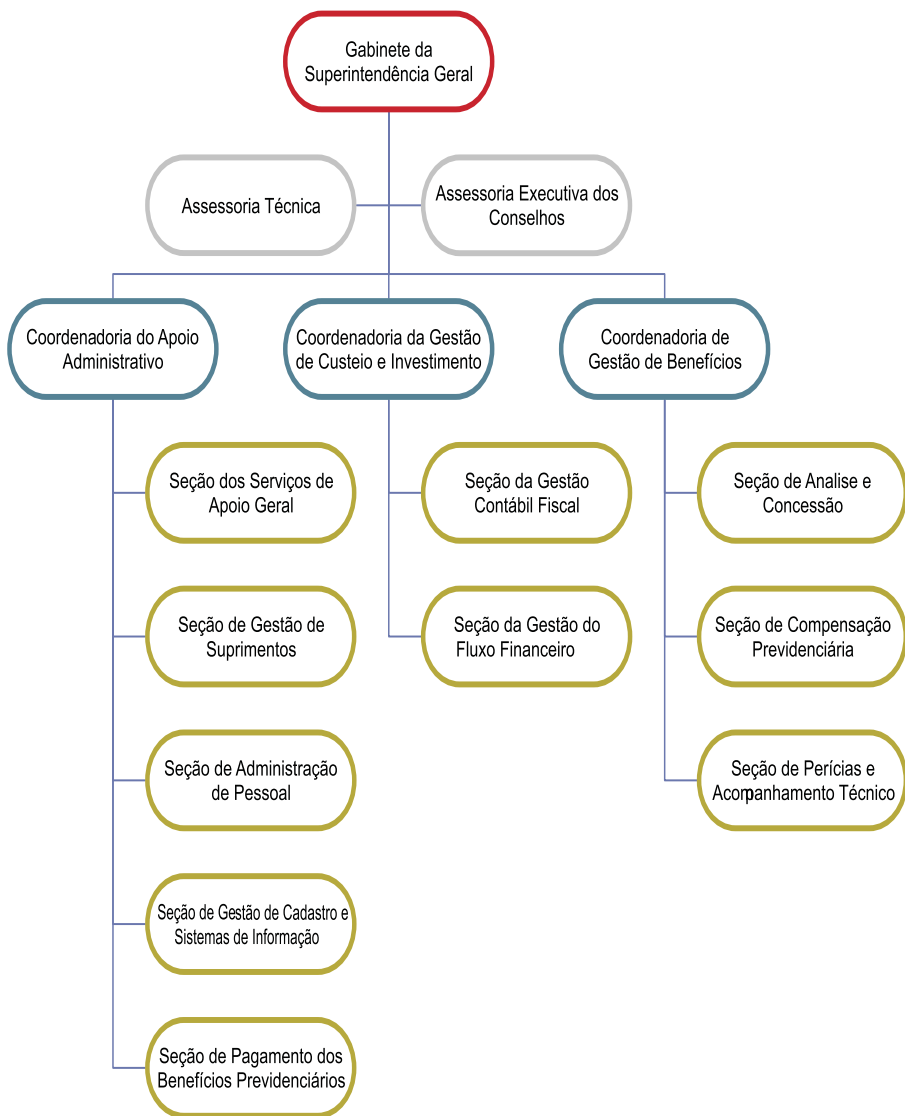 Gabinete da
Superintendência Geral
Assessoria Técnica
Assessoria Executiva dos
Conselhos
Coordenadoria do Apoio
Administrativo
Coordenadoria da Gestão
de Custeio e Investimento
Coordenadoria de
Gestão de Benefícios
Seção dos Serviços de
Apoio Geral
Seção da Gestão
Contábil Fiscal
Seção de Analise e
Concessão
Seção de Gestão de
Suprimentos
Seção da Gestão do
Fluxo Financeiro
Seção de Compensação
Previdenciária
Seção de Administração
de Pessoal
Seção de Perícias e
Acompanhamento Técnico
Seção de Gestão de Cadastro e
Sistemas de Informação
Seção de Pagamento dos
Benefícios Previdenciários